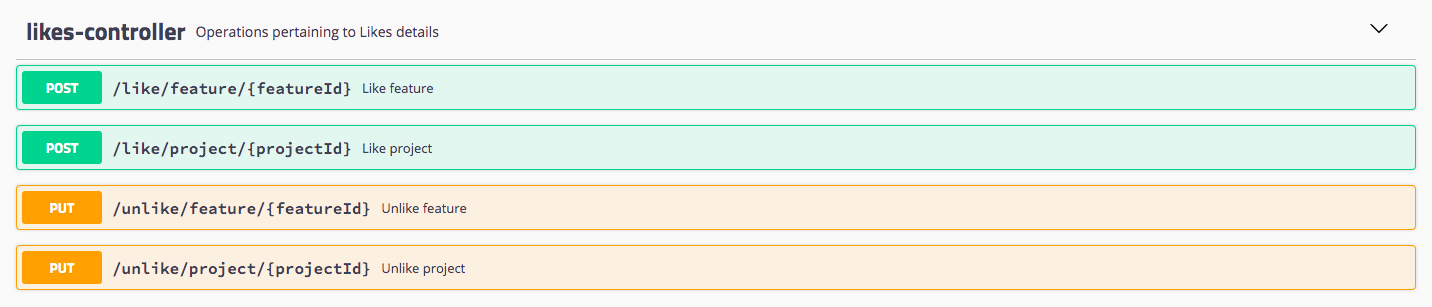 likes-controller Operations pertaining to Likes details
POST /like/feature/{featureId} Like feature
POST /like/project/{projectId} Like project
PUT /unlike/feature/{featureId} Unlike feature
PUT /unlike/project/{projectId} Unlike project